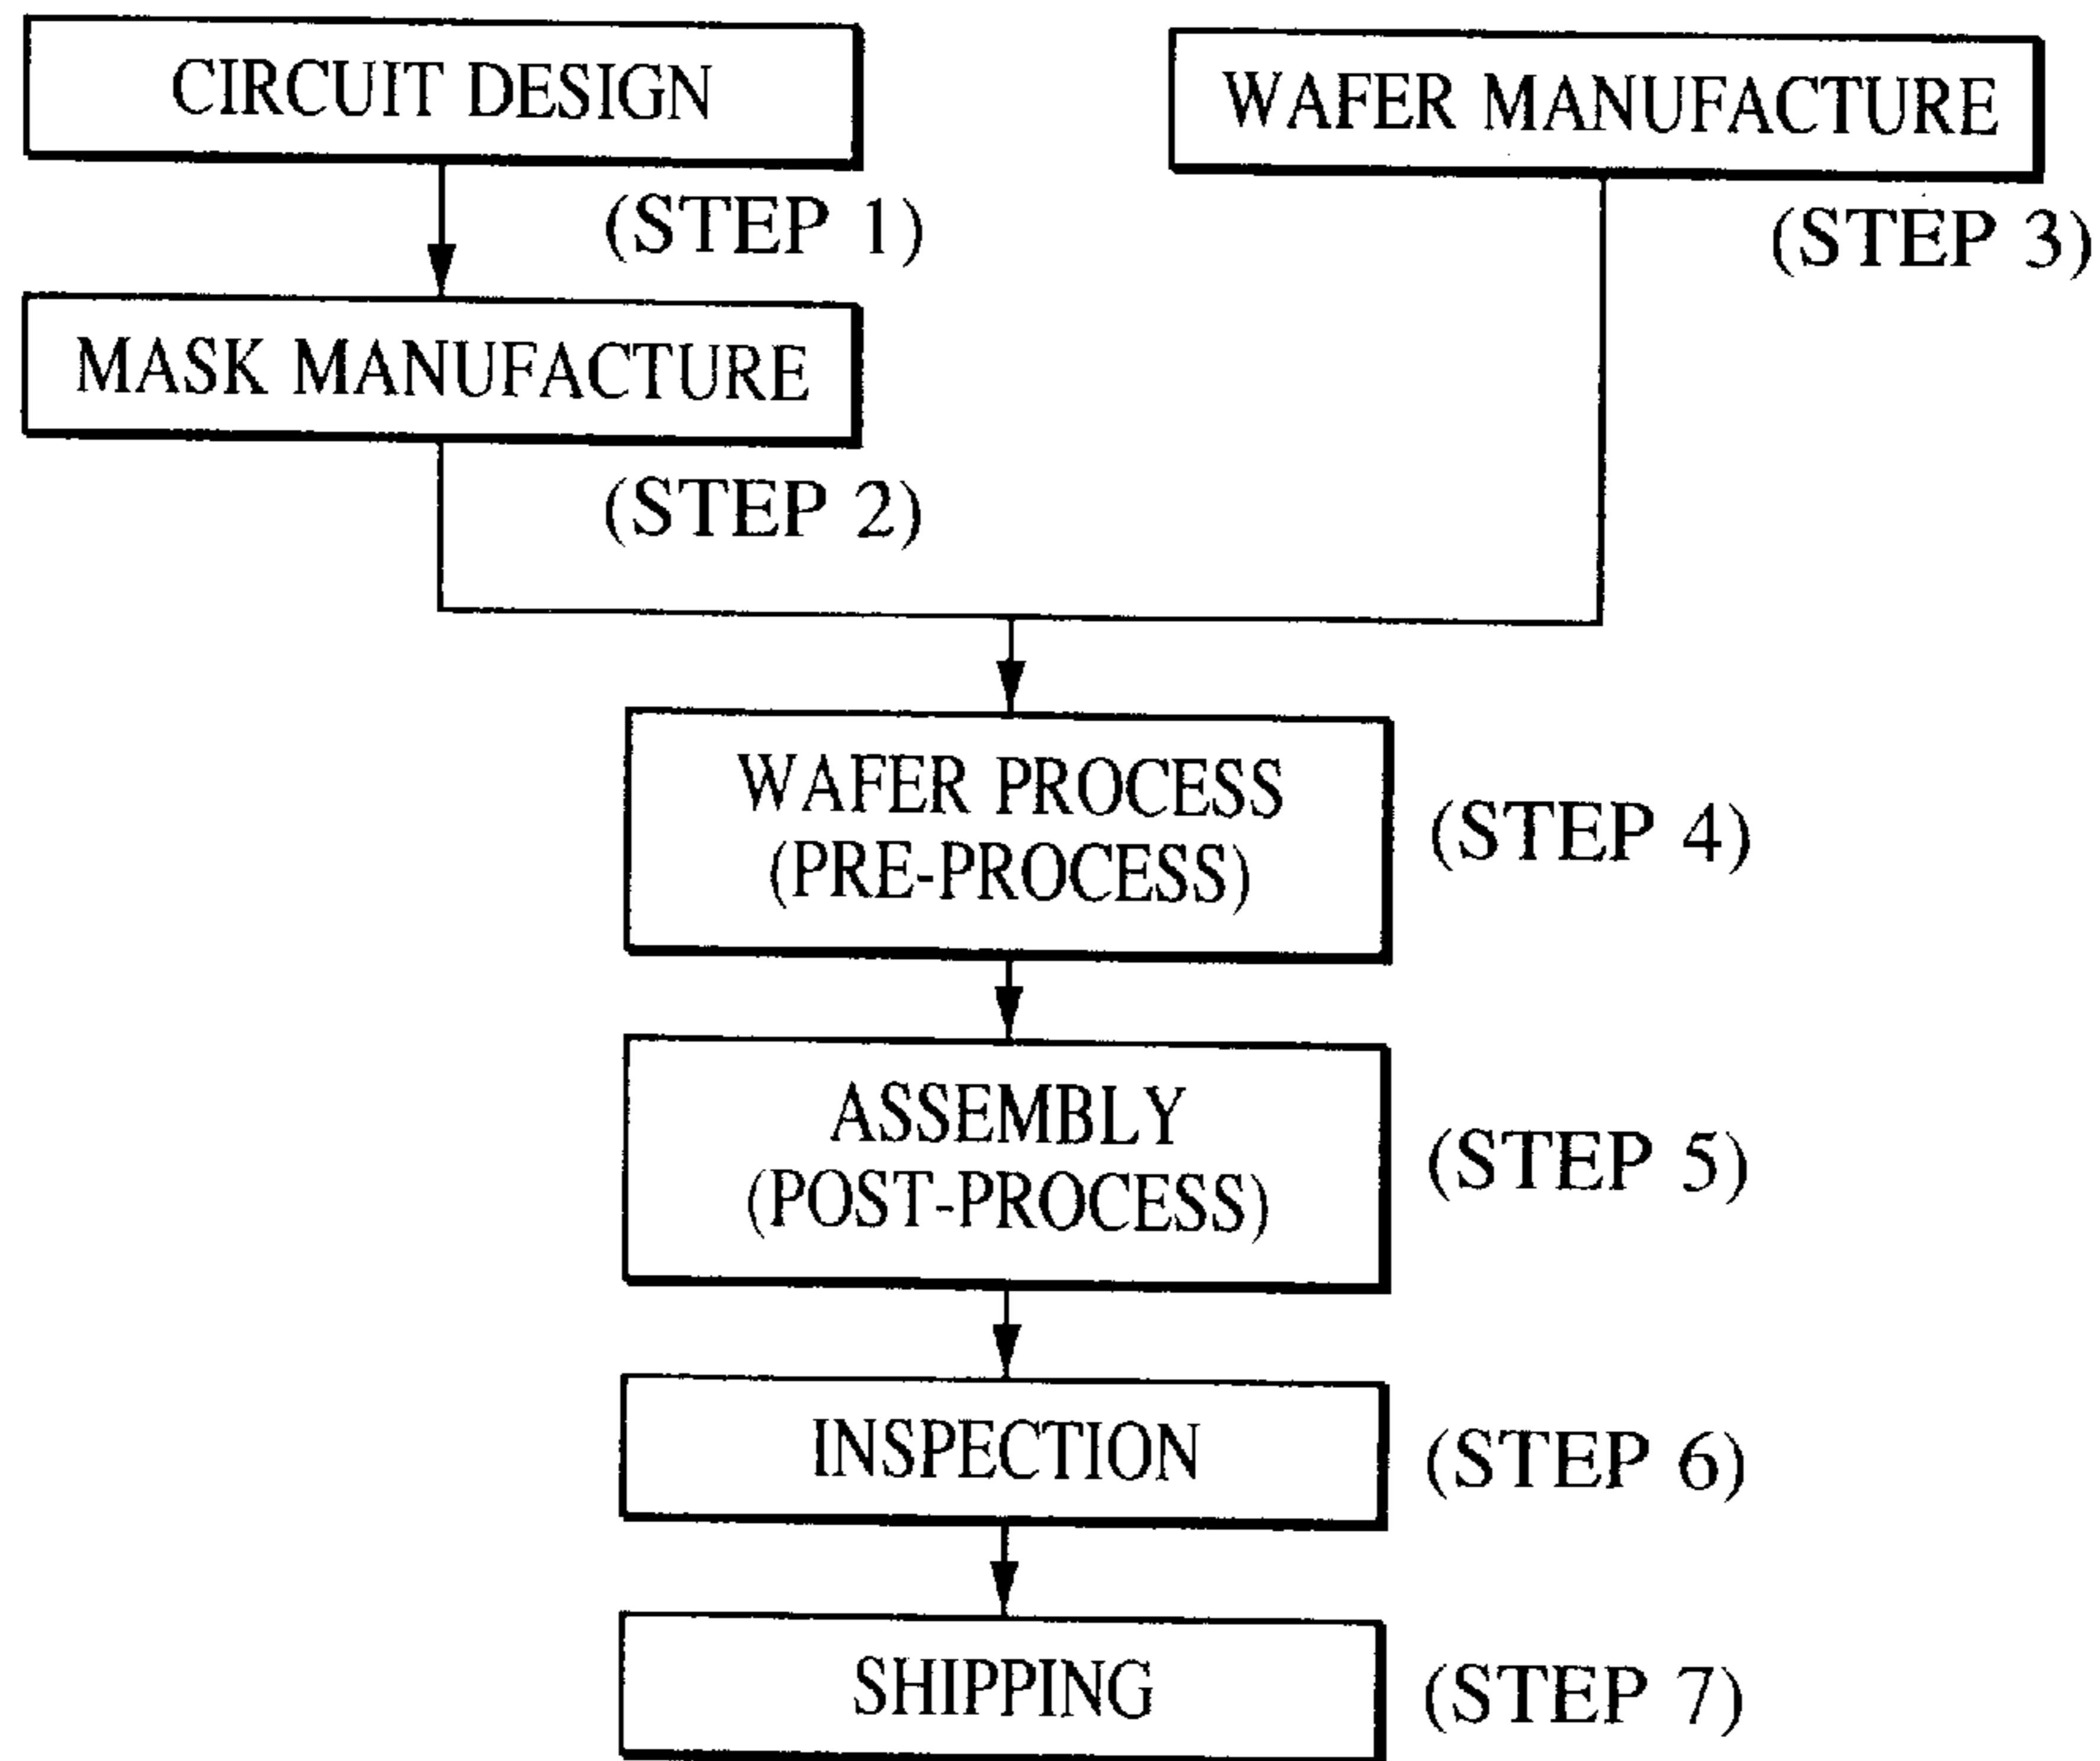 CIRCUIT DESIGN
(STEP 1)
MASK MANUFACTURE
(STEP 2)
WAFER MANUFACTURE
(STEP 3)
WAFER PROCESS
(PRE-PROCESS)
(STEP 4)
ASSEMBLY
(POST-PROCESS)
(STEP 5)
INSPECTION
(STEP 6)
SHIPPING
(STEP 7)